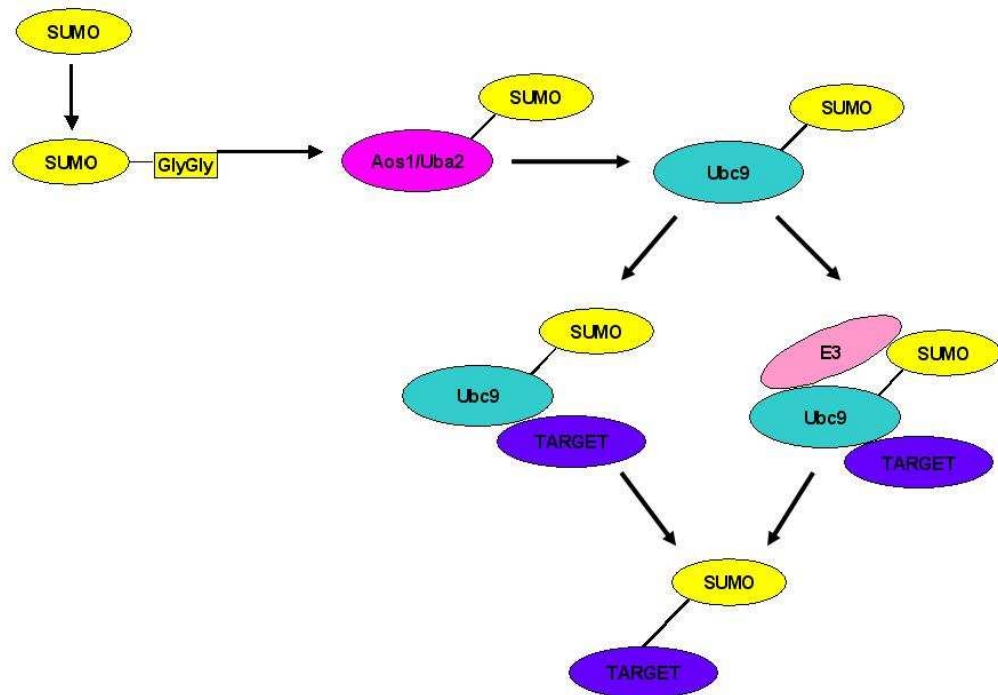 SUMO
SUMO
GlyGly
SUMO
Aos1/Uba2
SUMO
Ubc9
SUMO
Ubc9
TARGET
E3
SUMO
Ubc9
TARGET
SUMO
TARGET